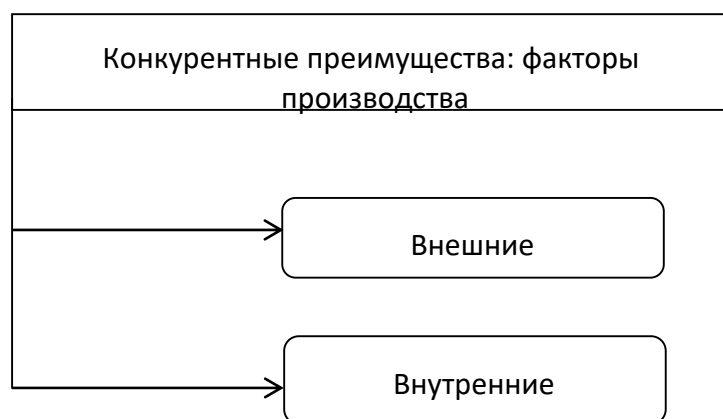 Конкурентные преимущества: факторы
производства
Внешние
Внутренние